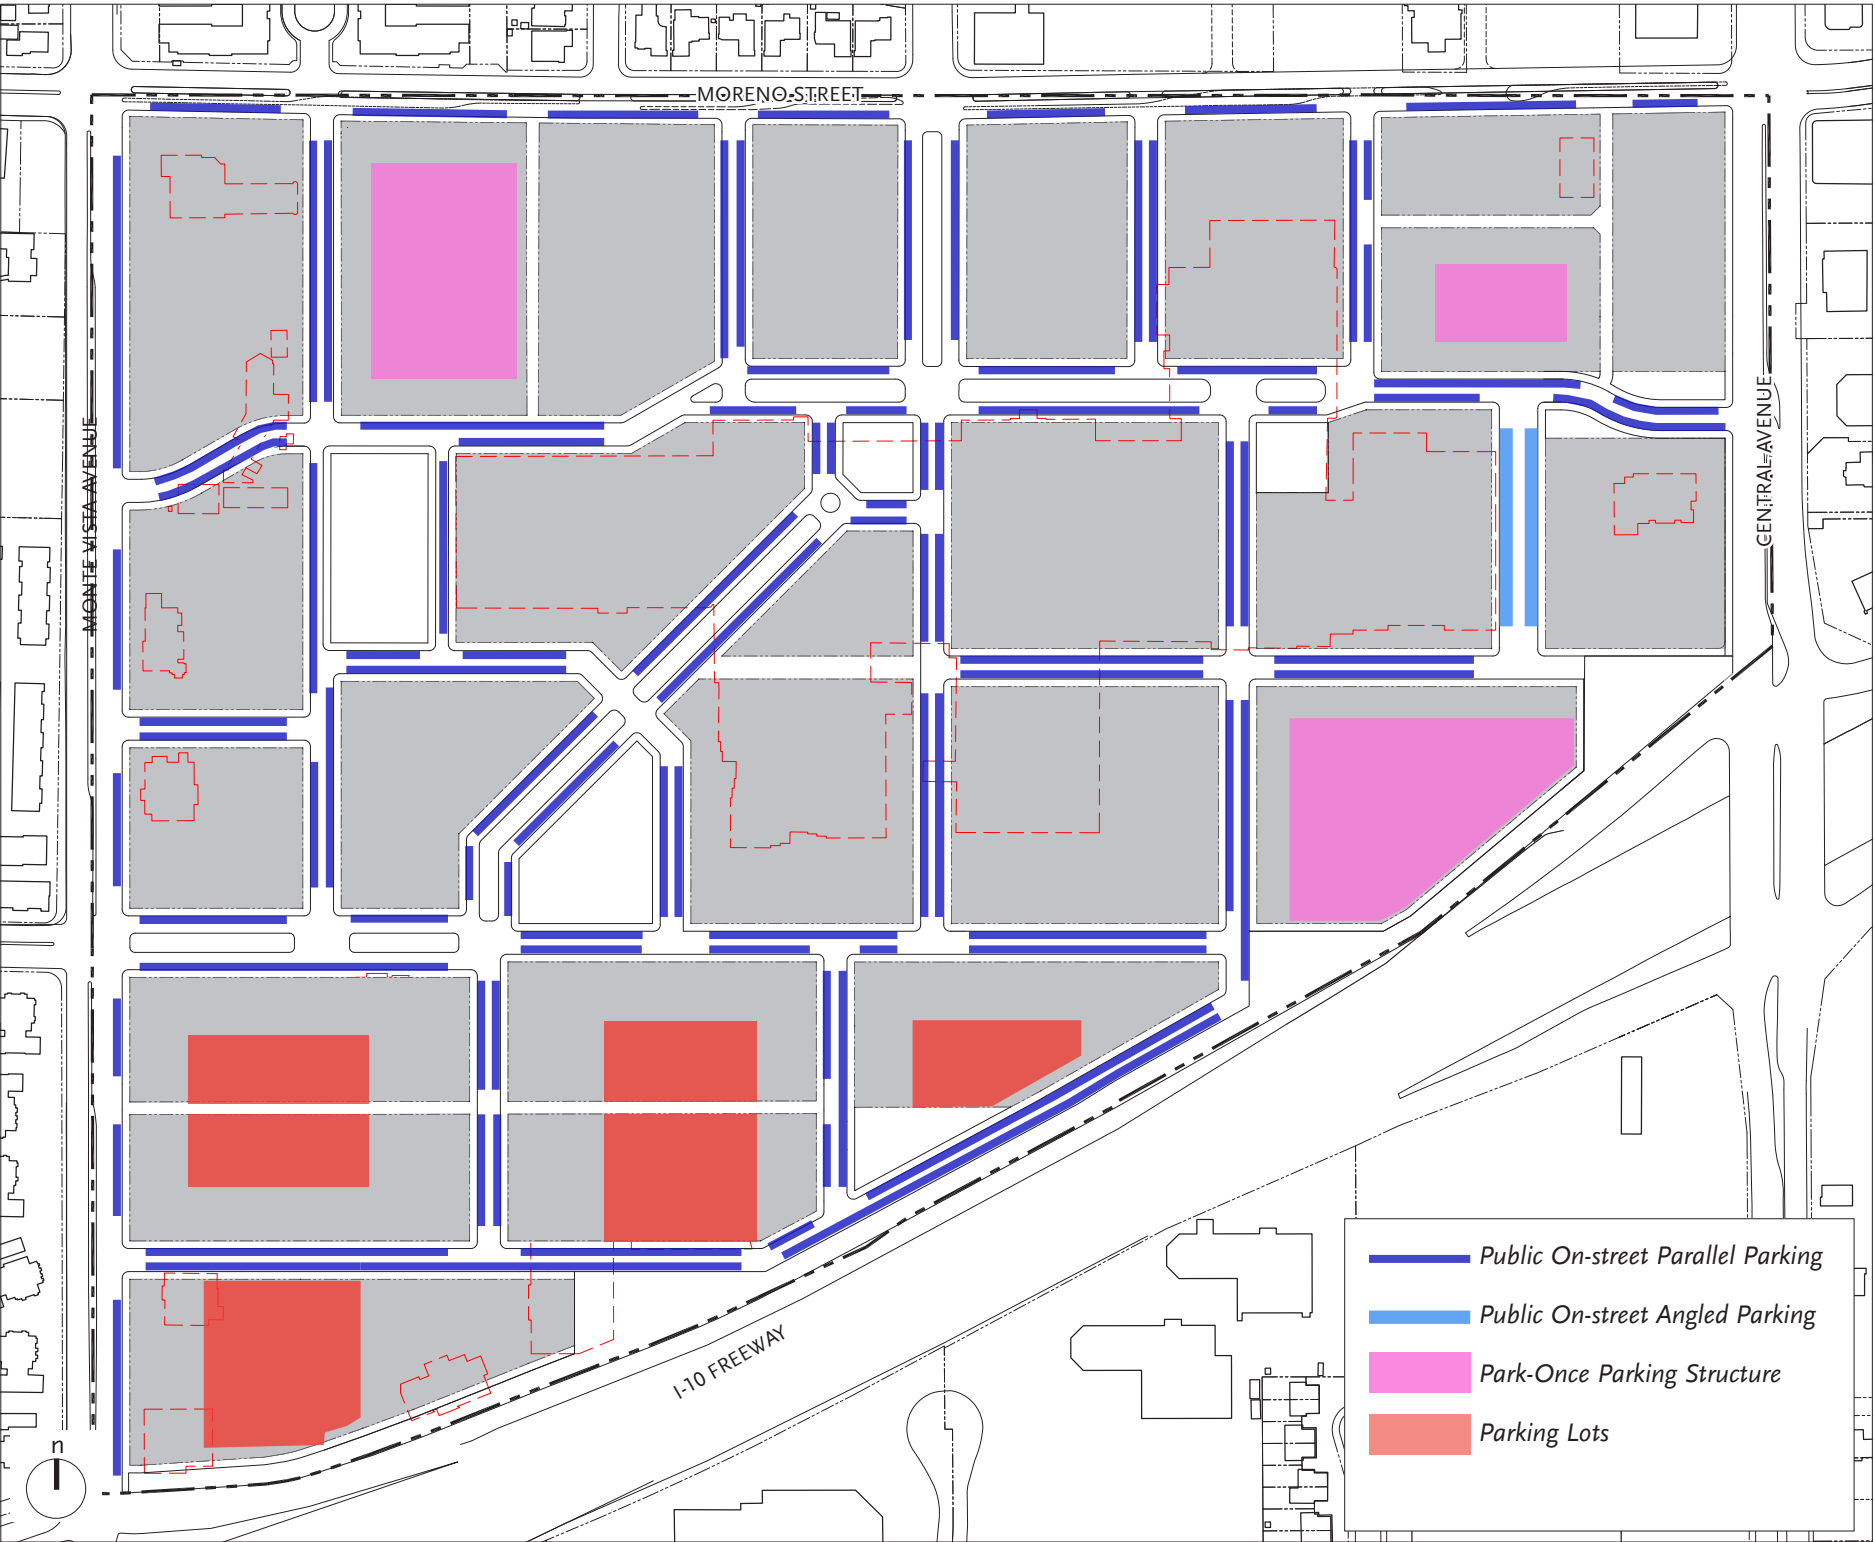 MORENO STREET
MONTE VISTA AVENUE
CENTRAL AVENUE
I-10 FREEWAY
n
Public On-street Parallel Parking
Public On-street Angled Parking
Park-Once Parking Structure
Parking Lots